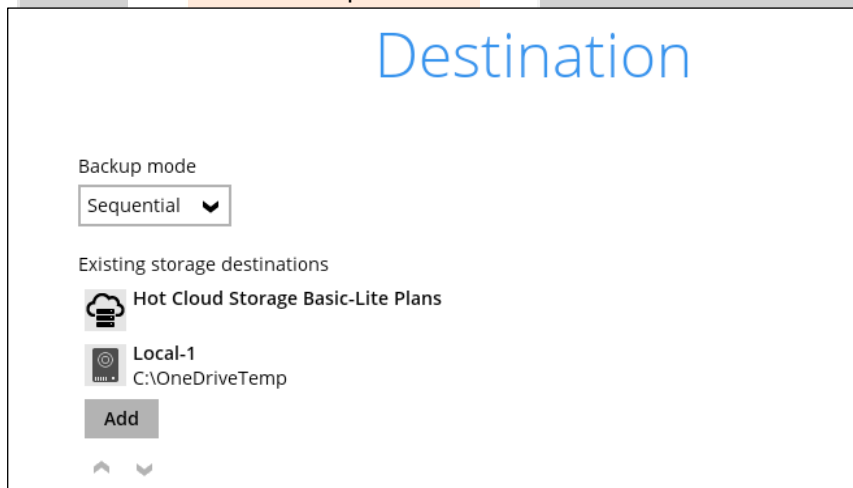 Destination
Backup mode
Sequential
Existing storage destinations
Hot Cloud Storage Basic-Lite Plans
Local-1
C:\OneDriveTemp
Add